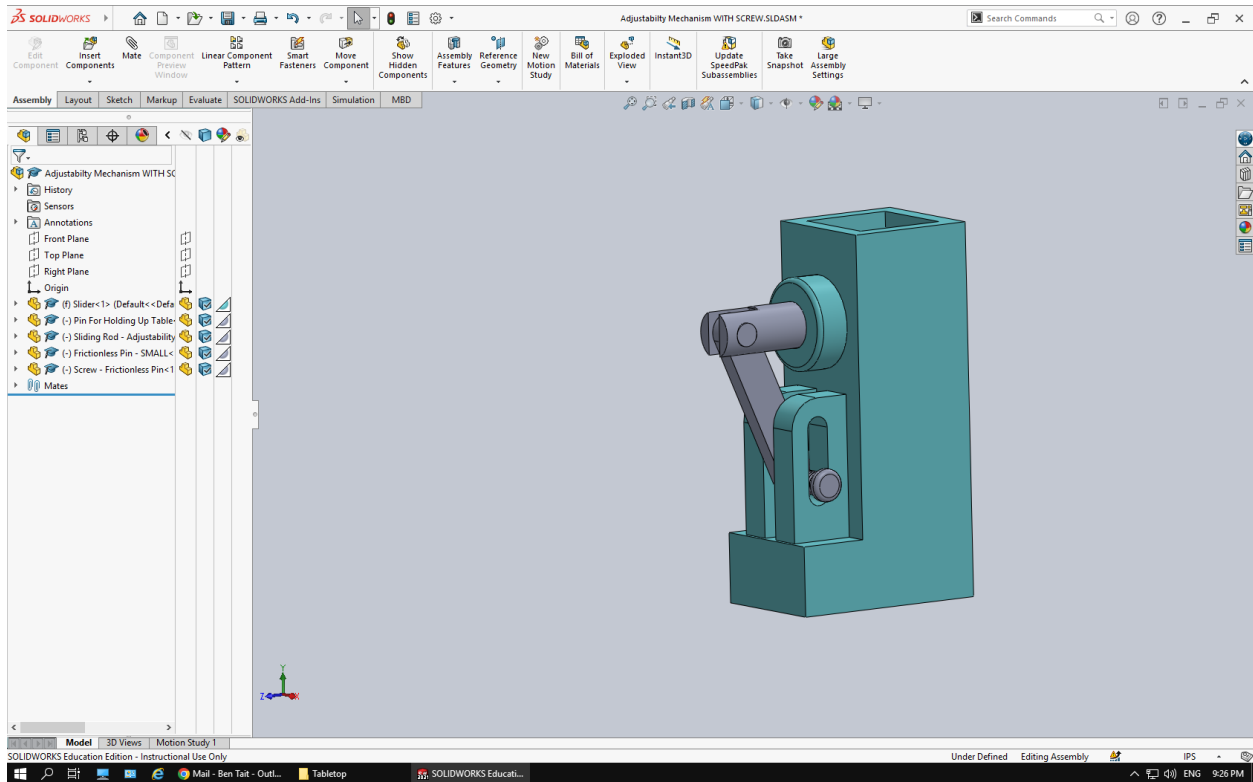 SOLIDWORKS
Adjustabilty Mechanism WITH SCREW.SLDASM *
Search Commands
Edit Component
Insert Components
Mate
Component Preview Window
Linear Component Pattern
Smart Fasteners
Move Component
Show Hidden Components
Assembly Features
Reference Geometry
New Motion Study
Bill of Materials
Exploded View
Instant3D
Update SpeedPak Subassemblies
Take Snapshot
Large Assembly Settings
Assembly Layout Sketch Markup Evaluate SOLIDWORKS Add-Ins Simulation MBD
Adjustabilty Mechanism WITH SC
History
Sensors
A Annotations
Front Plane
Top Plane
Right Plane
Origin
(f) Slider<1> (Default<<Defa
(-) Pin For Holding Up Table-
(-) Sliding Rod - Adjustability
(-) Frictionless Pin - SMALL<
(-) Screw - Frictionless Pin<1
Mates
Y
Z X
Model 3D Views Motion Study 1
SOLIDWORKS Education Edition - Instructional Use Only
Under Defined Editing Assembly IPS
Mail - Ben Tait - Outl... Tabletop SOLIDWORKS Educati... ENG 9:26 PM